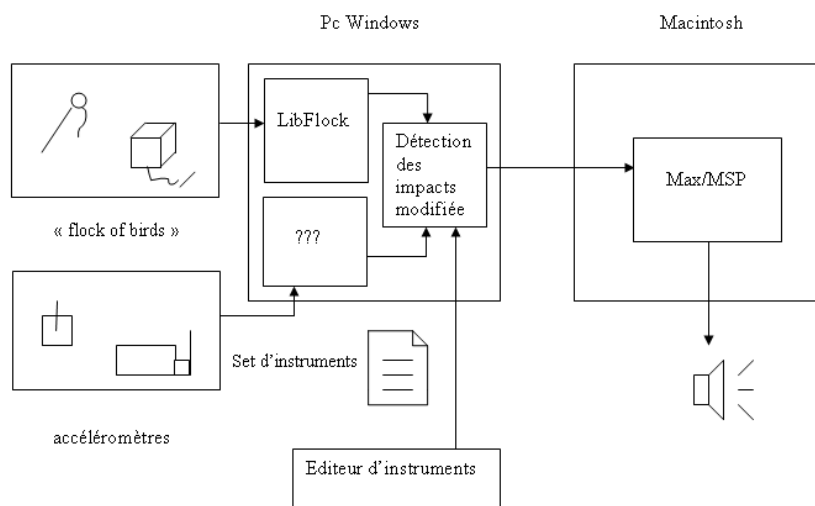 Pc Windows
Macintosh
LibFlock
Détection
des
impacts
modifiée
Max/MSP
« flock of birds »
???
Set d’instruments
accéléromètres
Editeur d’instruments